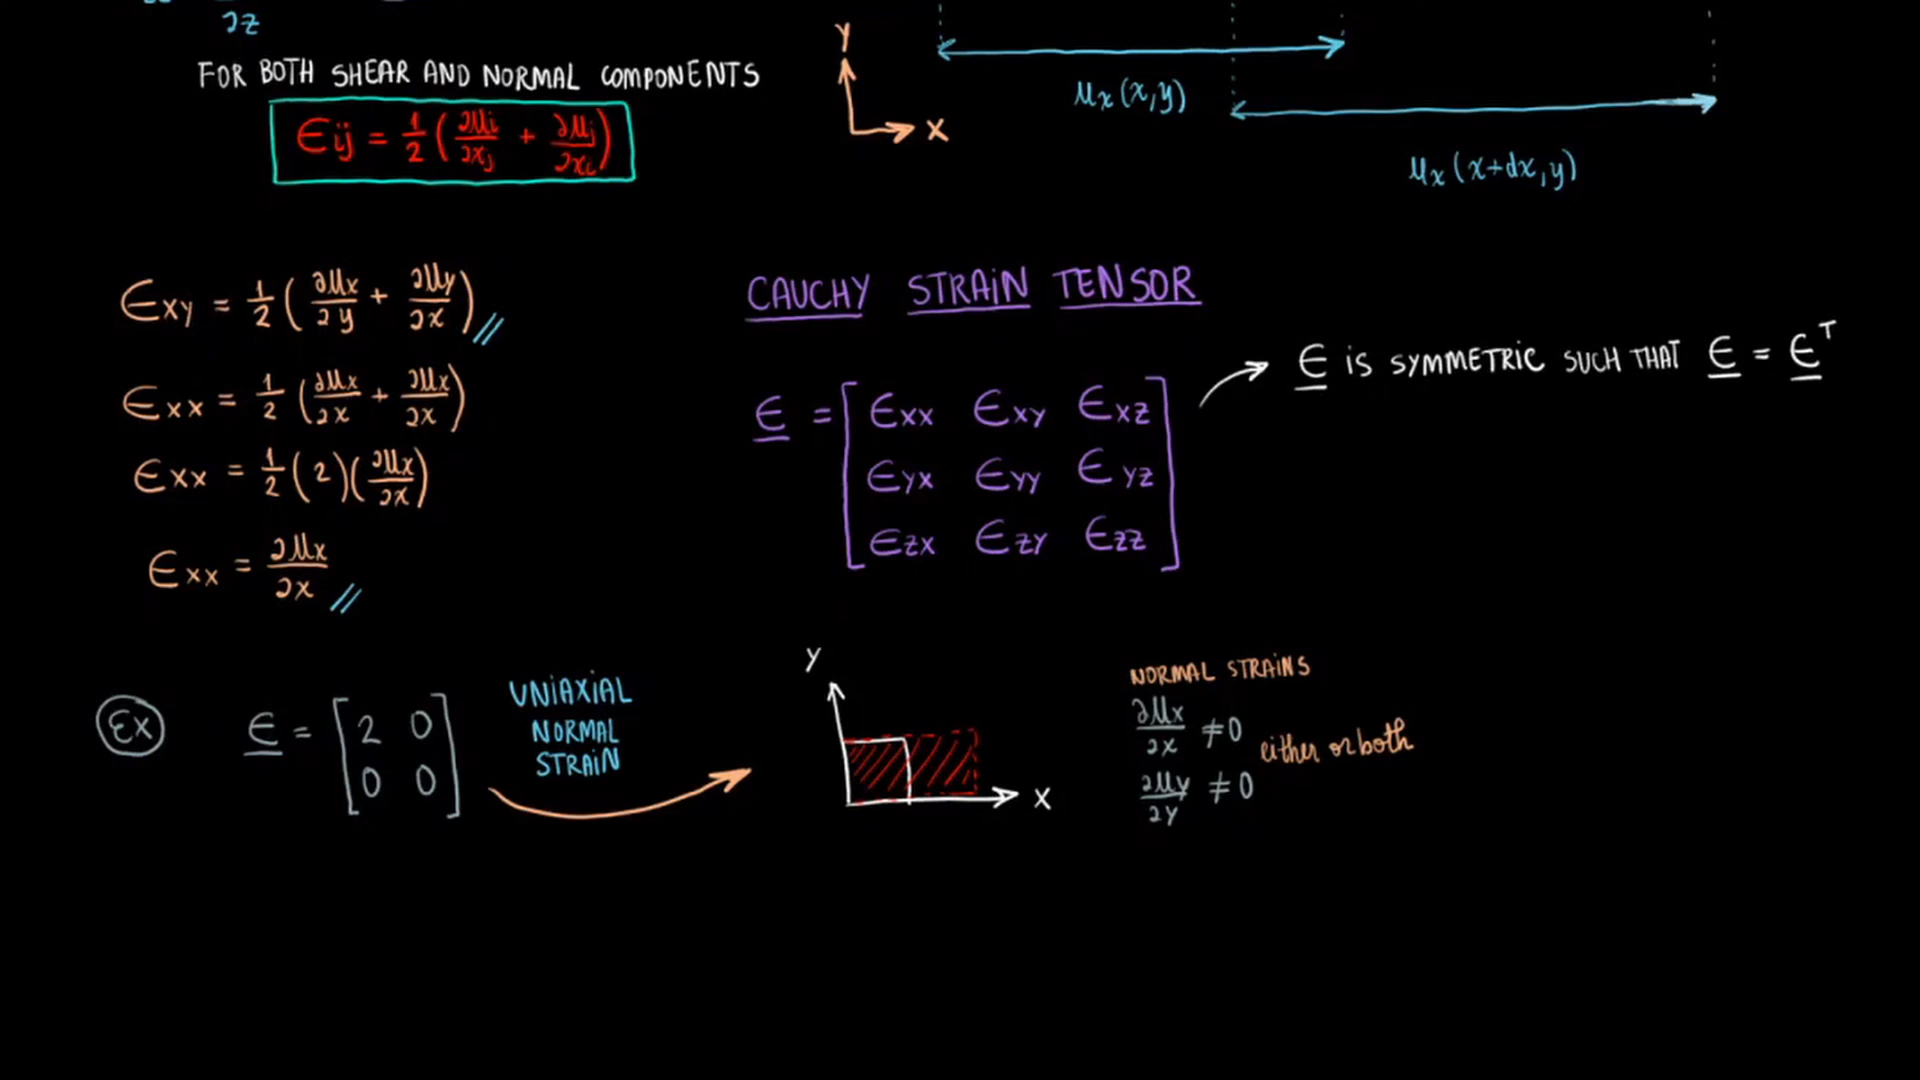 ∂z
FOR BOTH SHEAR AND NORMAL COMPONENTS
ϵij = 1/2 (∂ui/∂xj + ∂uj/∂xi)
Y
X
ux(x,y)
ux(x+dx,y)
ϵxy = 1/2 (∂ux/∂y + ∂uy/∂x) //
ϵxx = 1/2 (∂ux/∂x + ∂ux/∂x)
ϵxx = 1/2 (2)(∂ux/∂x)
ϵxx = ∂ux/∂x //
CAUCHY STRAIN TENSOR
ϵ = [ϵxx ϵxy ϵxz
ϵyx ϵyy ϵyz
ϵzx ϵzy ϵzz]
ϵ is SYMMETRIC SUCH THAT ϵ = ϵ^T
EX
ϵ = [2 0
0 0]
UNIAXIAL
NORMAL
STRAIN
Y
X
NORMAL STRAINS
∂ux/∂x ≠ 0
either or both
∂uy/∂y ≠ 0